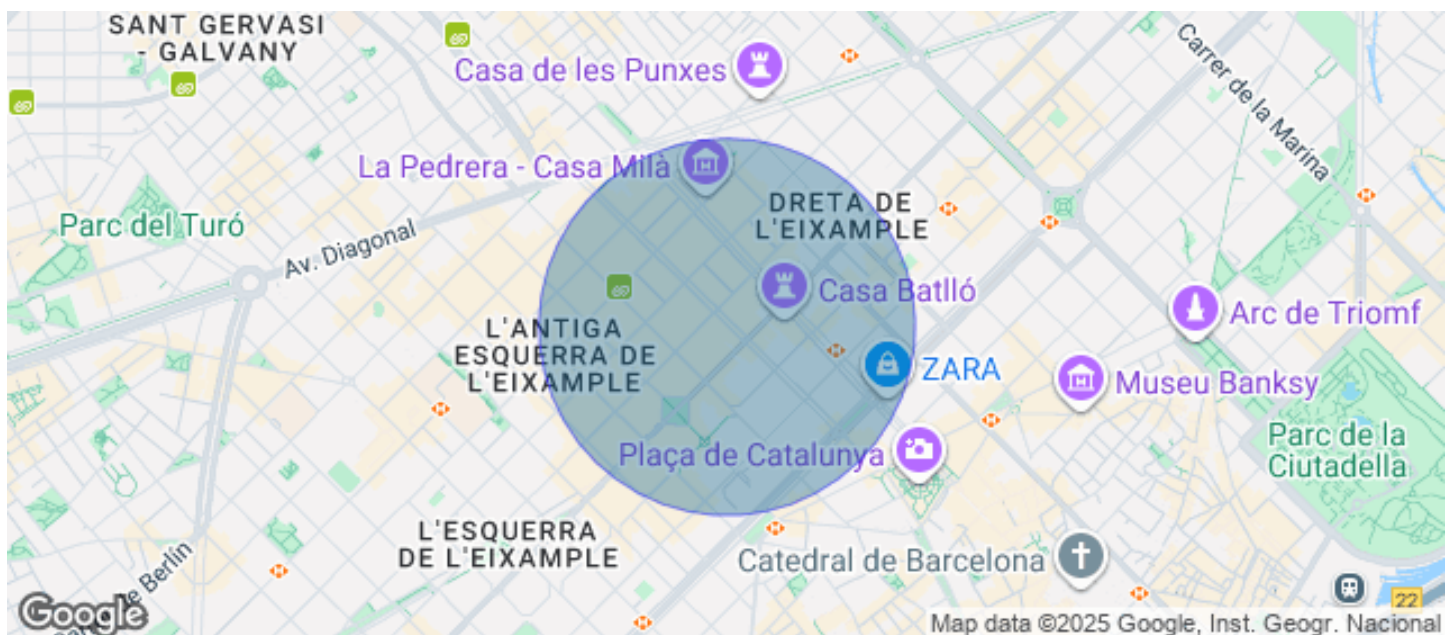 SANT GERVASI
- GALVANY
Casa de les Punxes
Carrer de la Marina
La Pedrera - Casa Milà
DRETA DE
L'EIXAMPLE
Parc del Turó
Av. Diagonal
Casa Batlló
Arc de Triomf
L'ANTIGA
ESQUERRA DE
L'EIXAMPLE
ZARA
Museu Banksy
Plaça de Catalunya
Parc de la
Ciutadella
L'ESQUERRA
DE L'EIXAMPLE
Catedral de Barcelona
de Berlín
22
Google
Map data ©2025 Google, Inst. Geogr. Nacional